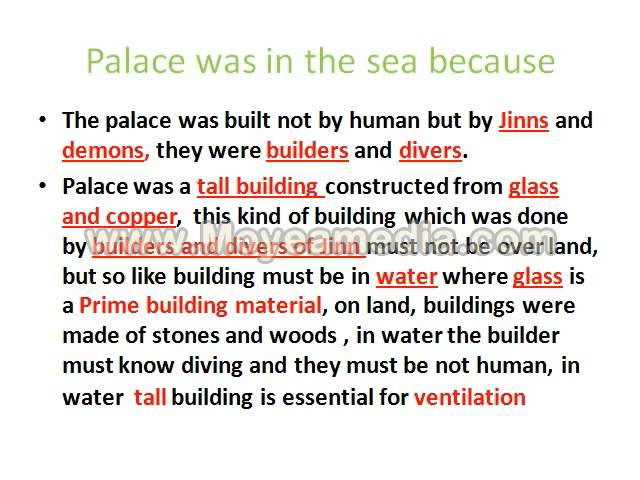 Palace was in the sea because
• The palace was built not by human but by Jinns and
demons, they were builders and divers.
• Palace was a tall building constructed from glass
and copper, this kind of building which was done
by builders and divers of Jinn must not be over land,
but so like building must be in water where glass is
a Prime building material, on land, buildings were
made of stones and woods , in water the builder
must know diving and they must be not human, in
water tall building is essential for ventilation
www.Moyeamedia.com